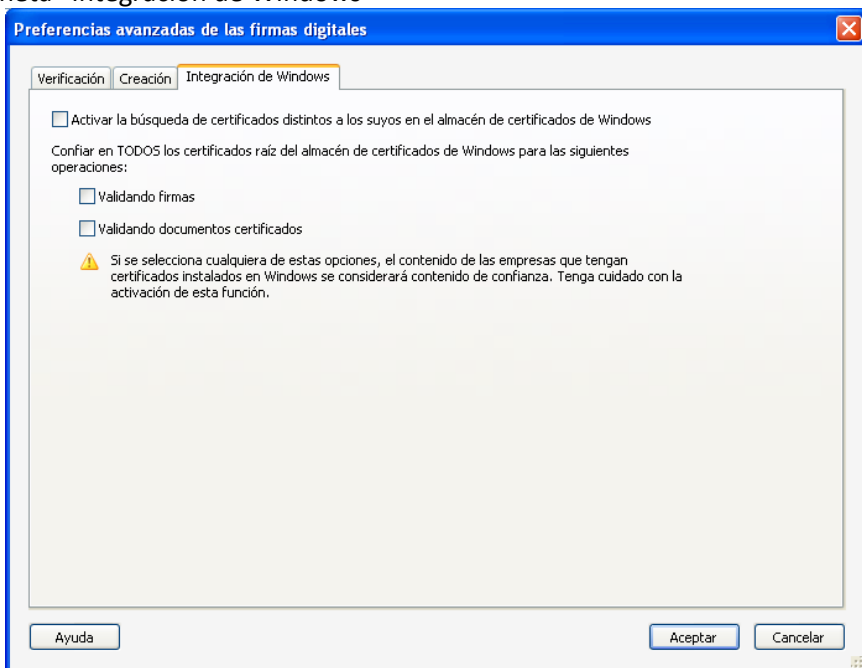 Integración de Windows
Preferencias avanzadas de las firmas digitales
Verificación Creación Integración de Windows
Activar la búsqueda de certificados distintos a los suyos en el almacén de certificados de Windows
Confiar en TODOS los certificados raíz del almacén de certificados de Windows para las siguientes
operaciones:
Validando firmas
Validando documentos certificados
Si se selecciona cualquiera de estas opciones, el contenido de las empresas que tengan
certificados instalados en Windows se considerará contenido de confianza. Tenga cuidado con la
activación de esta función.
Ayuda Aceptar Cancelar